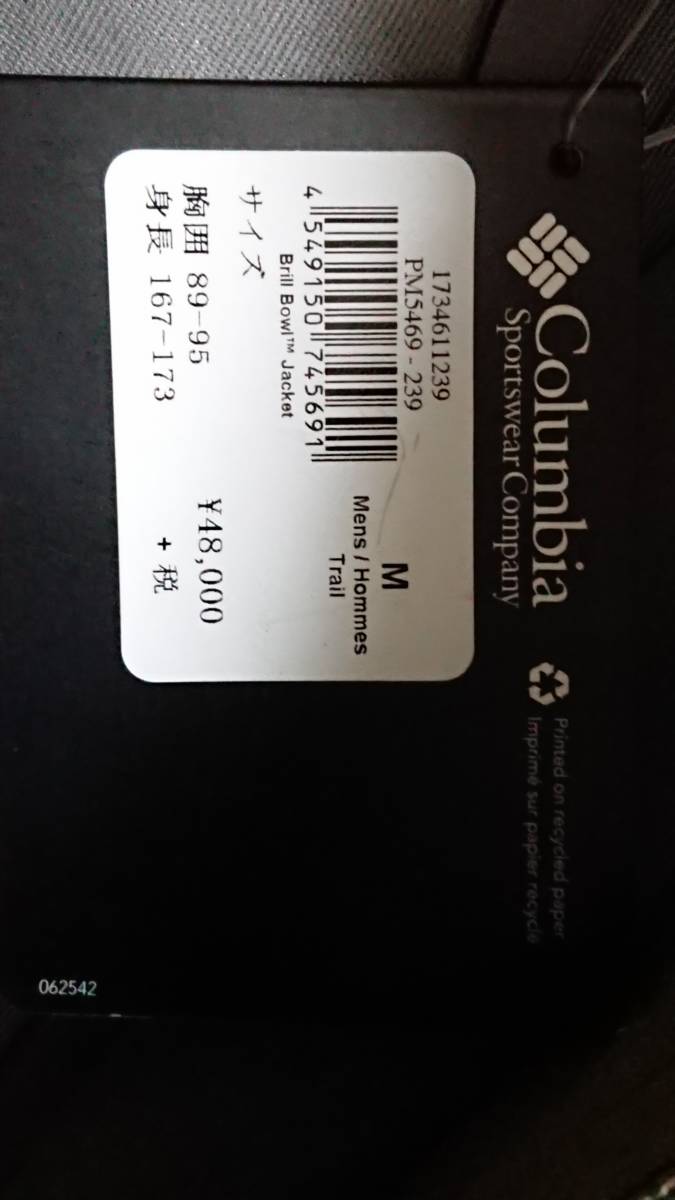 Columbia
Sportswear Company
Printed on recycled paper
Imprimé sur papier recyclé
1734611239
PM5469 - 239
4 549150 745691
Brill Bowl™ Jacket
M
Mens / Hommes
Trail
サイズ
胸囲 89-95
身長 167-173
¥48,000
+ 税
062542